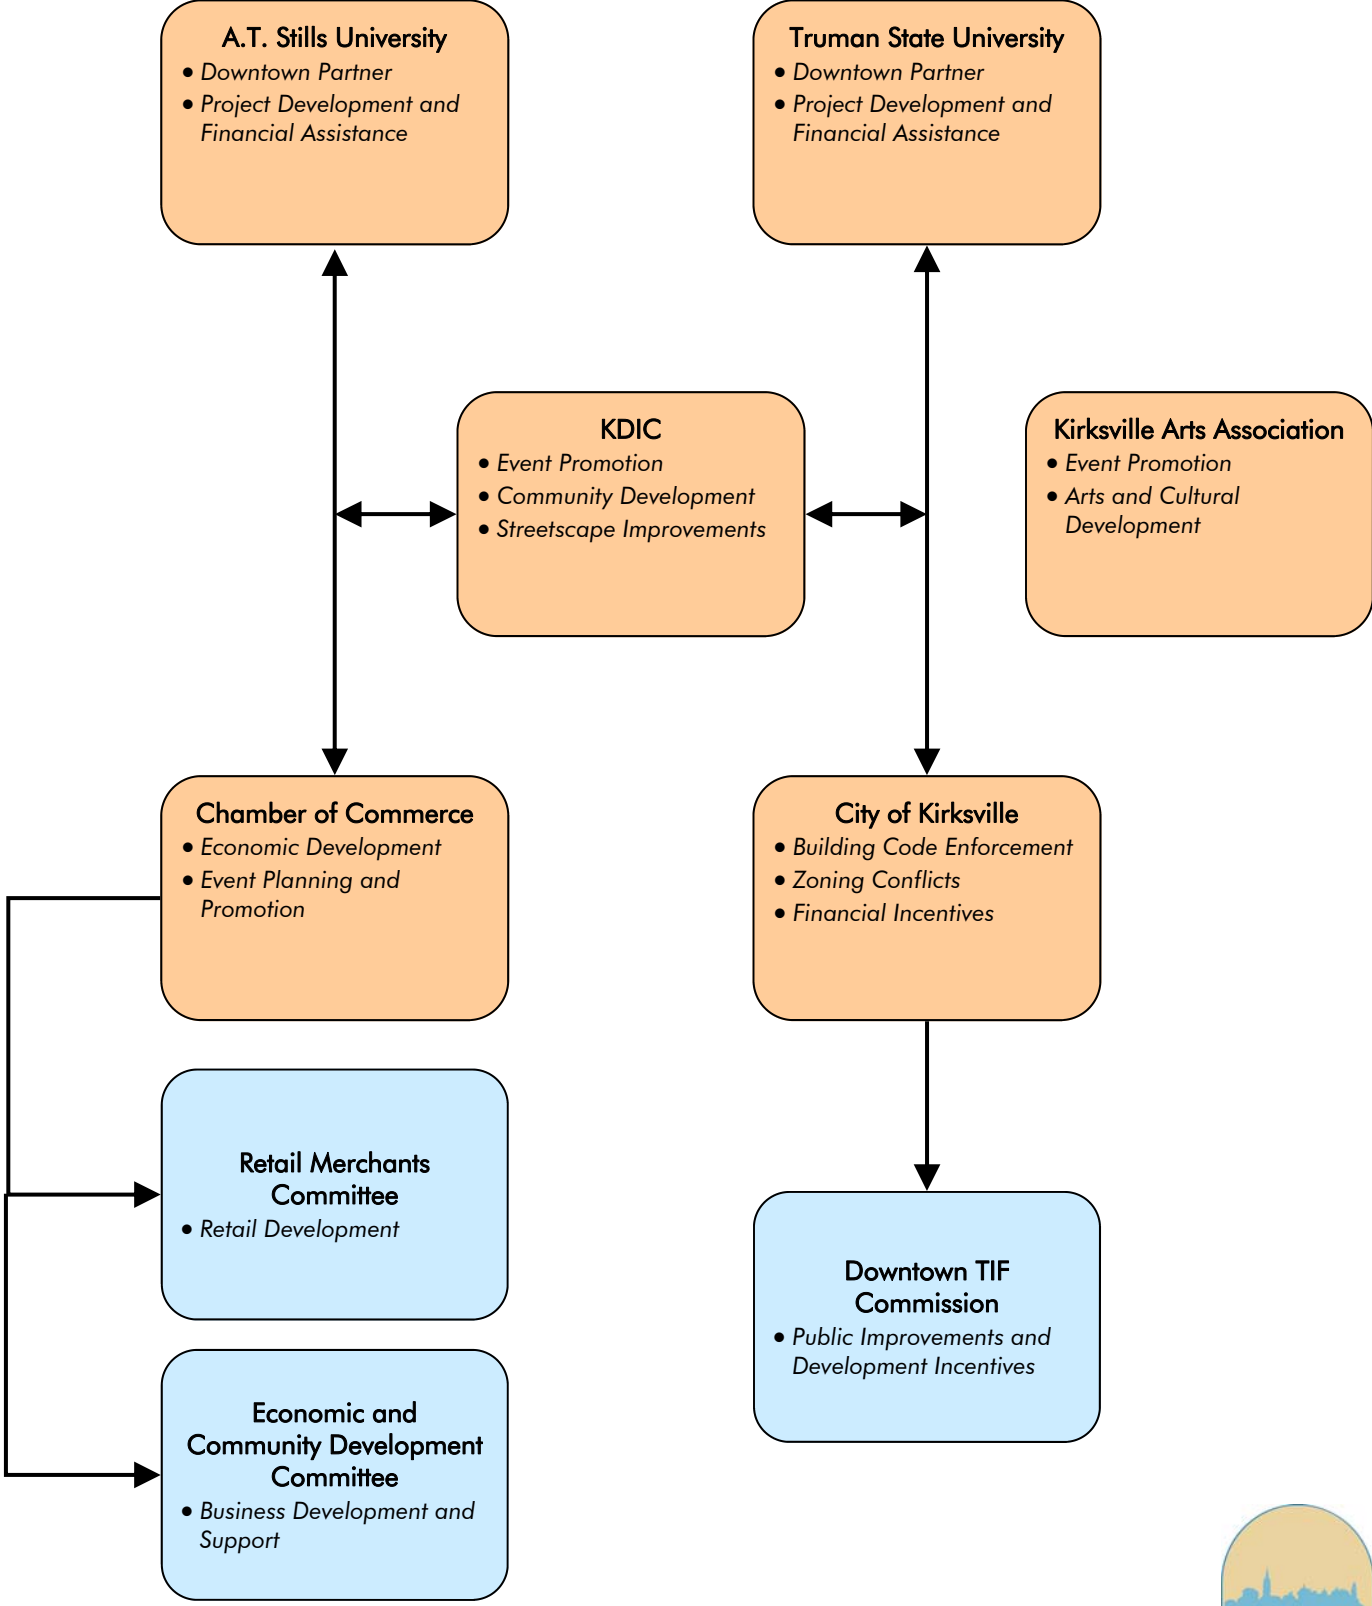 A.T. Stills University
• Downtown Partner
• Project Development and
Financial Assistance
Truman State University
• Downtown Partner
• Project Development and
Financial Assistance
KDIC
• Event Promotion
• Community Development
• Streetscape Improvements
Kirksville Arts Association
• Event Promotion
• Arts and Cultural
Development
Chamber of Commerce
• Economic Development
• Event Planning and
Promotion
City of Kirksville
• Building Code Enforcement
• Zoning Conflicts
• Financial Incentives
Retail Merchants
Committee
• Retail Development
Downtown TIF
Commission
• Public Improvements and
Development Incentives
Economic and
Community Development
Committee
• Business Development and
Support